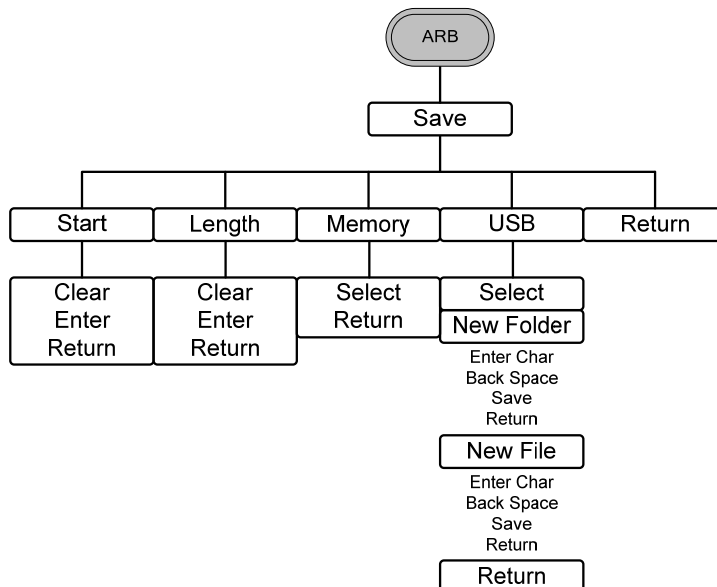 ARB
Save
Start
Length
Memory
USB
Return
Clear
Enter
Return
Clear
Enter
Return
Select
Return
Select
New Folder
Enter Char
Back Space
Save
Return
New File
Enter Char
Back Space
Save
Return
Return